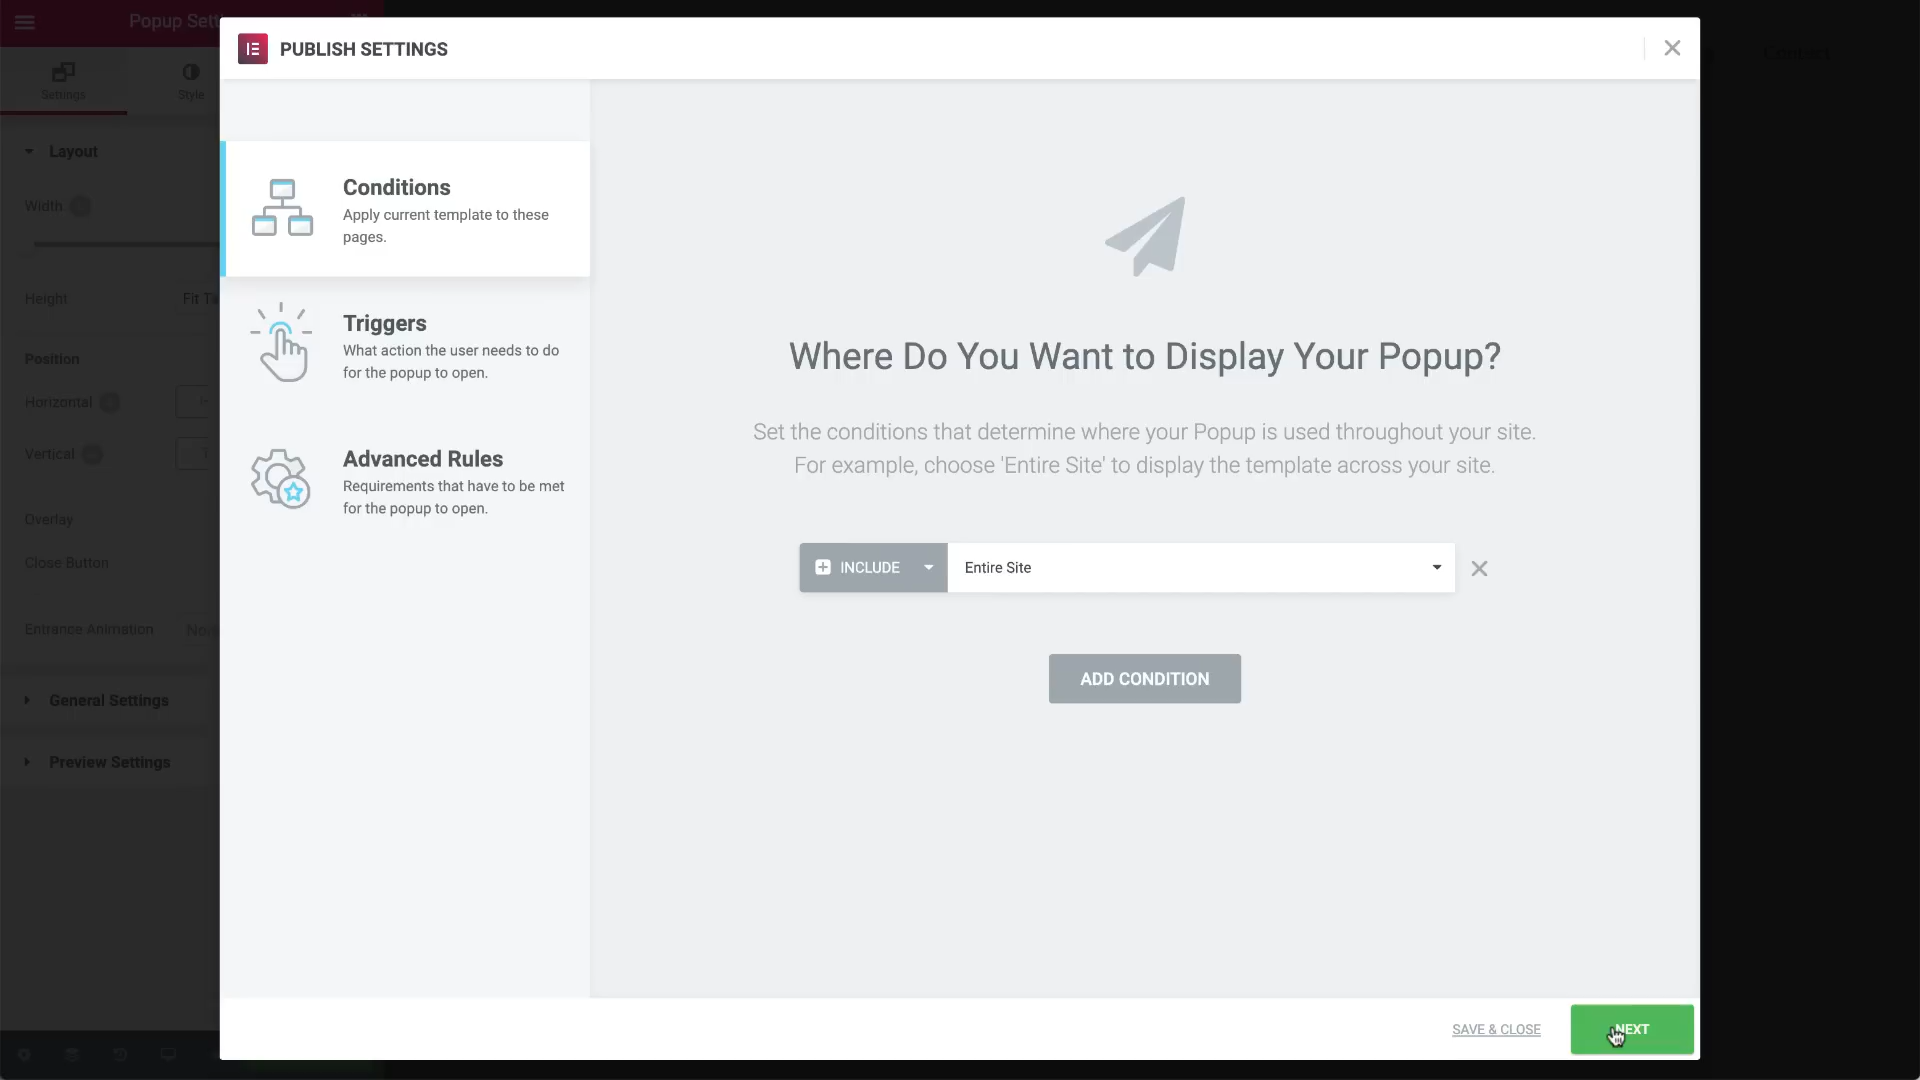 Popup Sett
Settings
Style
Layout
Width
Height
Position
Horizontal
Vertical
Overlay
Close Button
Entrance Animation
General Settings
Preview Settings
PUBLISH SETTINGS
Conditions
Apply current template to these
pages.
Triggers
What action the user needs to do
for the popup to open.
Advanced Rules
Requirements that have to be met
for the popup to open.
Where Do You Want to Display Your Popup?
Set the conditions that determine where your Popup is used throughout your site.
For example, choose 'Entire Site' to display the template across your site.
INCLUDE
Entire Site
ADD CONDITION
SAVE & CLOSE
NEXT
Contact